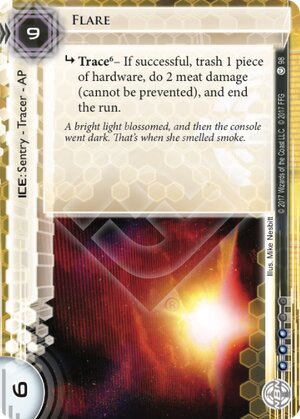 9
FLARE
ICE: Sentry - Tracer - AP
↳ Trace⁶– If successful, trash 1 piece
of hardware, do 2 meat damage
(cannot be prevented), and end
the run.
A bright light blossomed, and then the console
went dark. That's when she smelled smoke.
98
© 2017 Wizards of the Coast LLC. © 2017 FFG
Illus. Mike Nesbitt
6